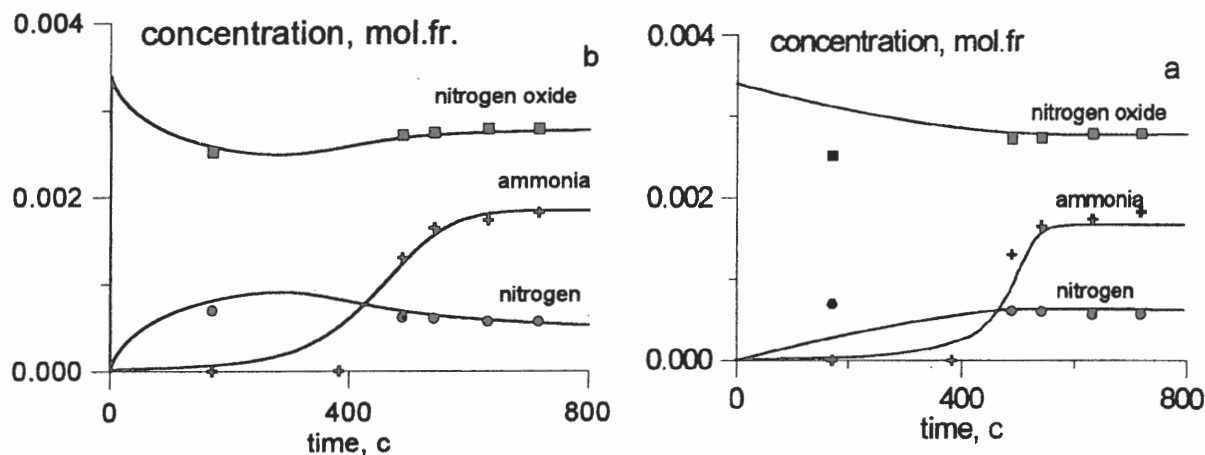 0.004
concentration, mol.fr.
b
nitrogen oxide
0.002
ammonia
nitrogen
0.000
0
400
800
time, c
0.004
concentration, mol.fr
a
nitrogen oxide
0.002
ammonia
nitrogen
0.000
0
400
800
time, c